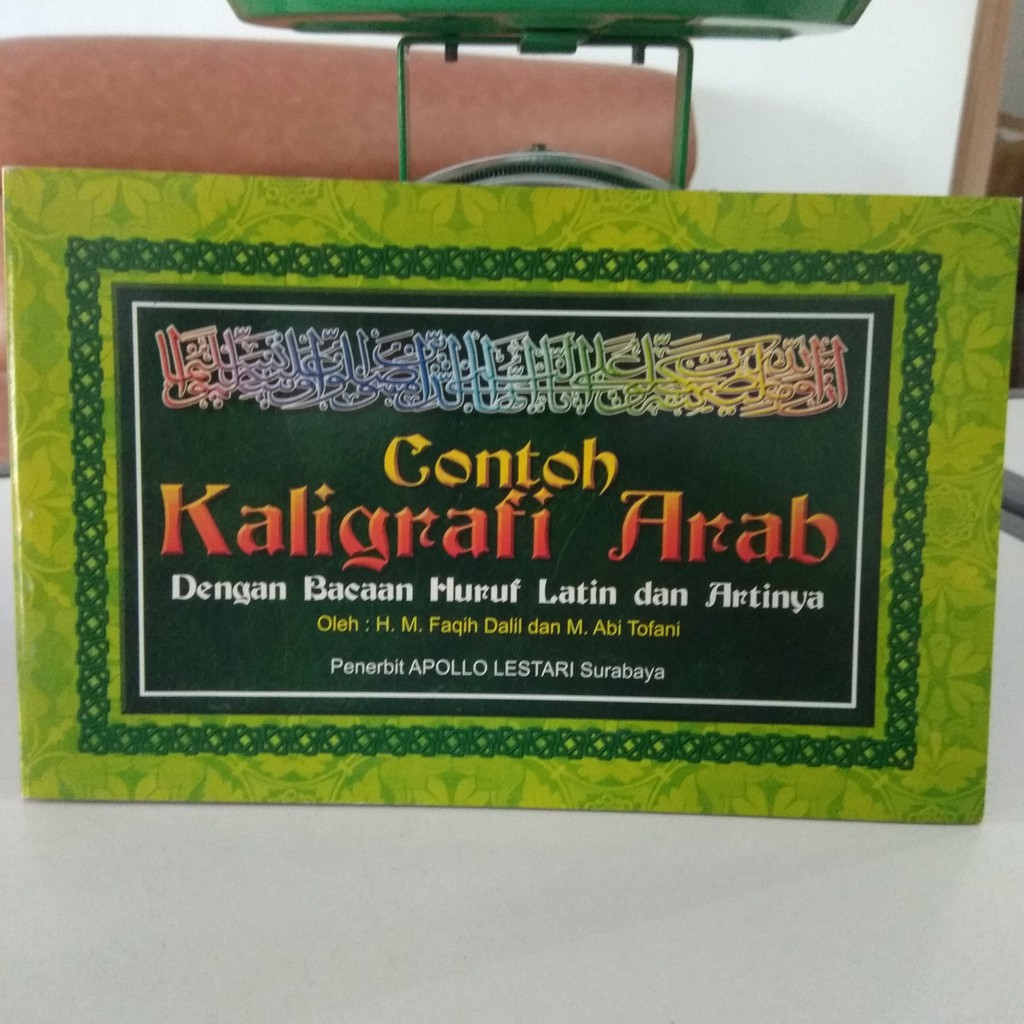 Contoh
Kaligrafi Arab
Dengan Bacaan Huruf Latin dan Artinya
Oleh : H. M. Faqih Dalil dan M. Abi Tofani
Penerbit APOLLO LESTARI Surabaya